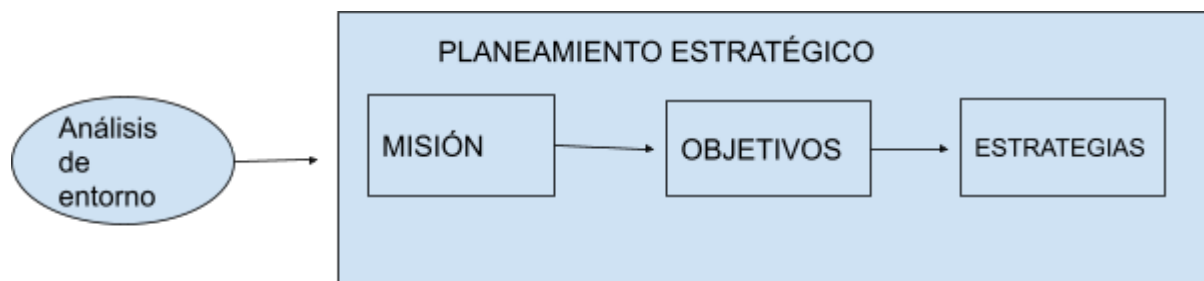 PLANEAMIENTO ESTRATÉGICO
Análisis
de
entorno
MISIÓN
OBJETIVOS
ESTRATEGIAS